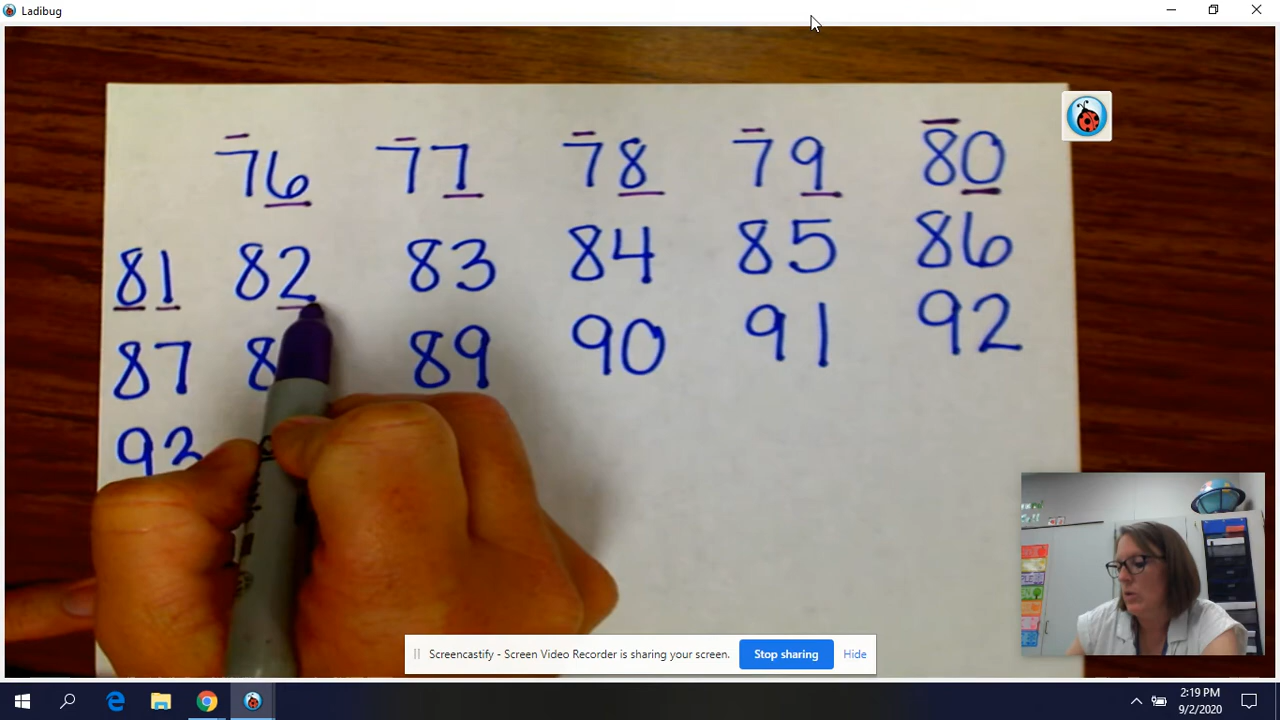 Ladibug
76 77 78 79 80
81 82 83 84 85 86
87 89 90 91 92
93
Screencastify - Screen Video Recorder is sharing your screen. Stop sharing Hide
2:19 PM
9/2/2020